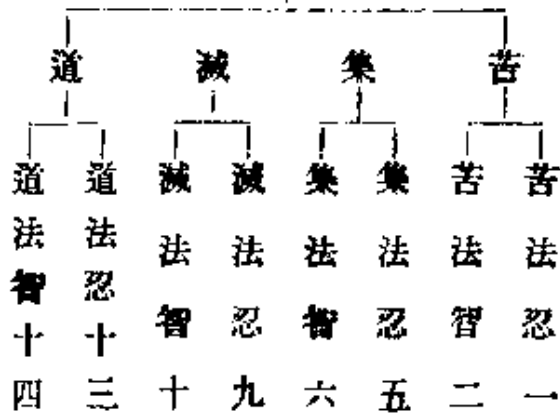 苦
集
滅
道
苦法忍一
苦法智二
集法忍五
集法智六
滅法忍九
滅法智十
道法忍十三
道法智十四